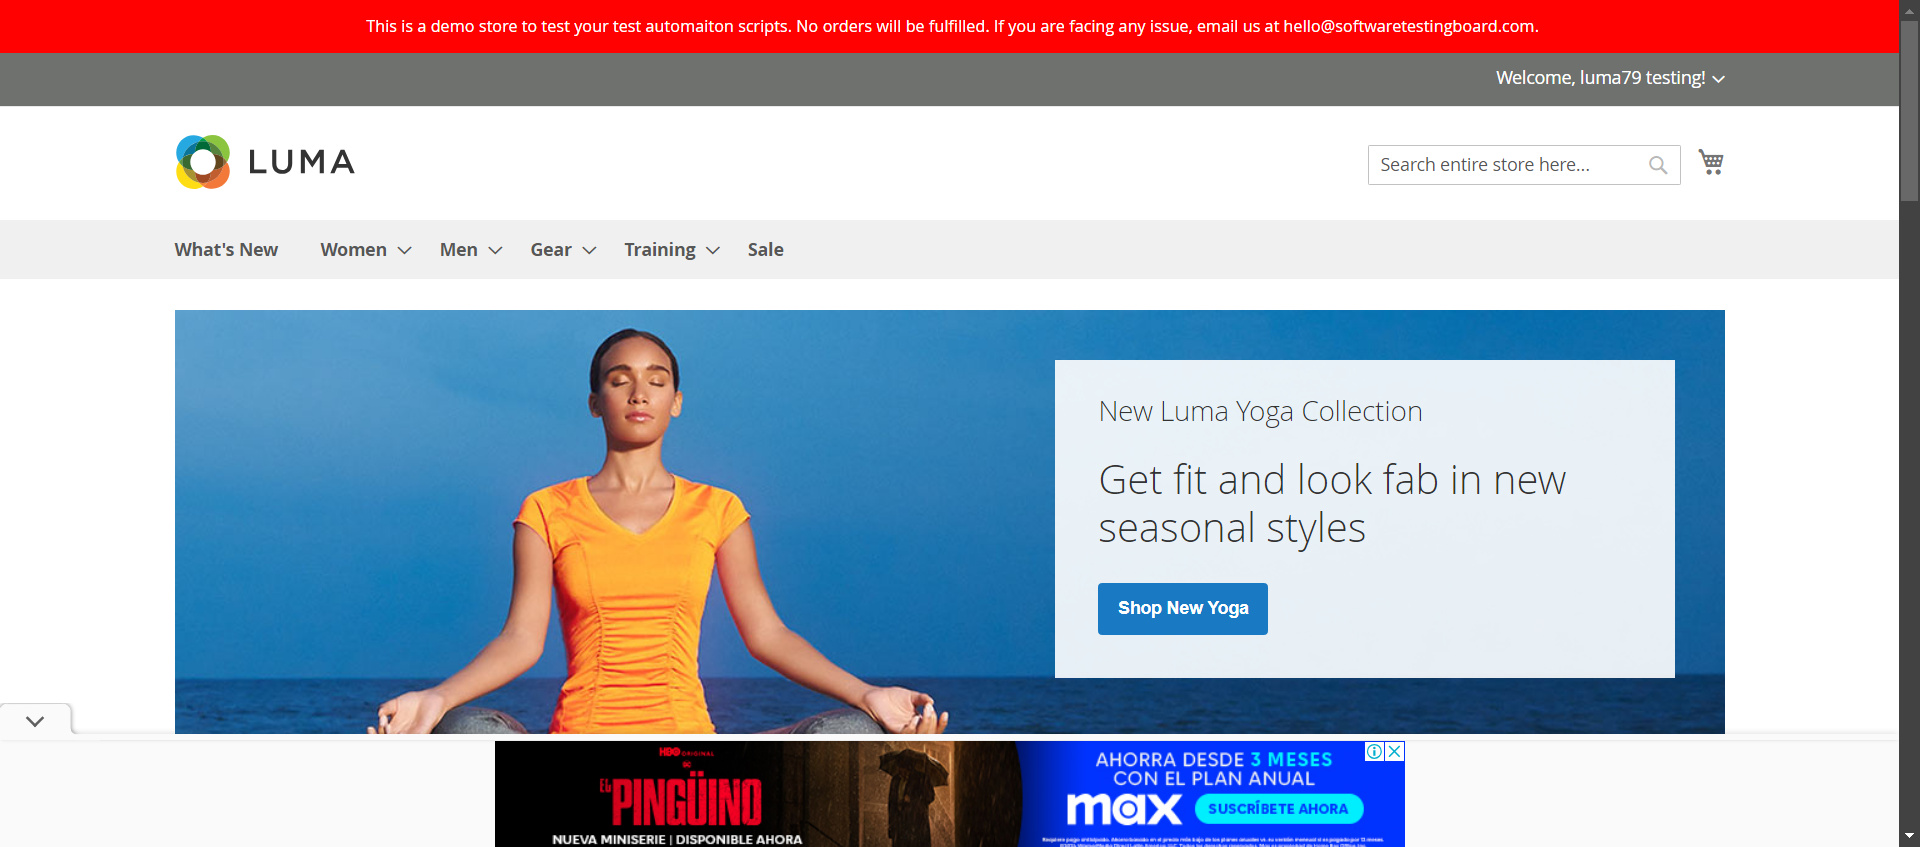 This is a demo store to test your test automaiton scripts. No orders will be fulfilled. If you are facing any issue, email us at hello@softwaretestingboard.com.
Welcome, luma79 testing!
LUMA
Search entire store here...
What's New Women Men Gear Training Sale
New Luma Yoga Collection
Get fit and look fab in new
seasonal styles
Shop New Yoga
HBO ORIGINAL
DC
EL
PINGÜINO
NUEVA MINISERIE | DISPONIBLE AHORA
AHORRA DESDE 3 MESES
CON EL PLAN ANUAL
max
SUSCRÍBETE AHORA